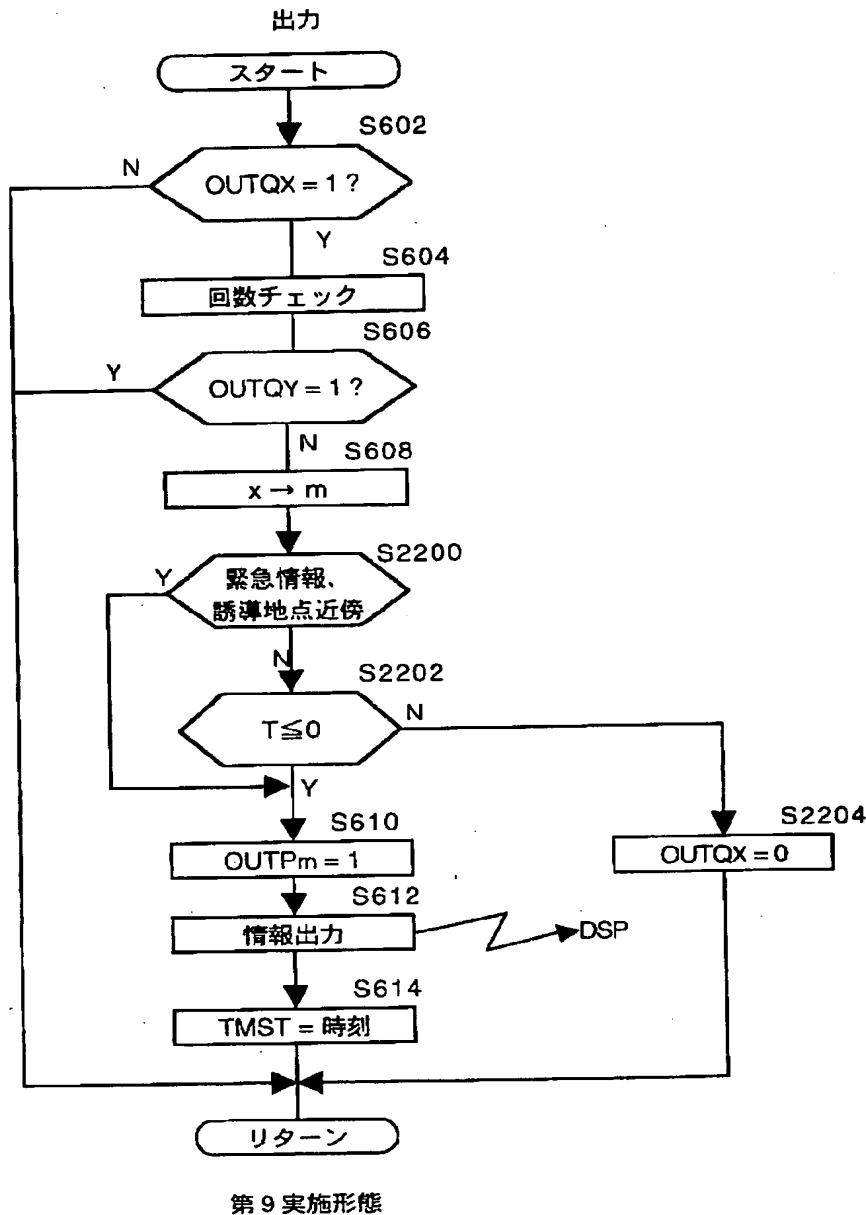 出力
スタート
S602
N
OUTQX = 1 ?
Y
S604
回数チェック
S606
Y
OUTQY = 1 ?
N
S608
x → m
S2200
Y
緊急情報、
誘導地点近傍
N
S2202
T≦0
N
Y
S610
S2204
OUTPm = 1
OUTQX = 0
S612
情報出力
DSP
S614
TMST = 時刻
リターン
第9実施形態